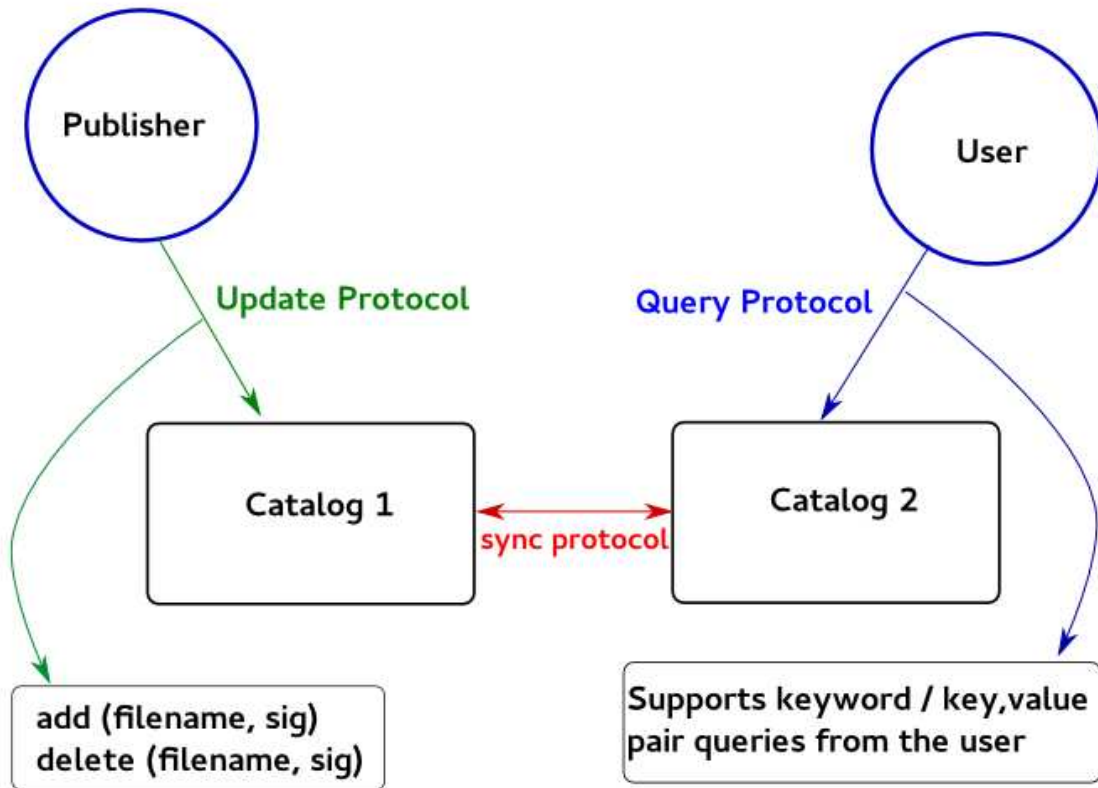 Publisher
User
Update Protocol
Query Protocol
Catalog 1
Catalog 2
sync protocol
add (filename, sig)
delete (filename, sig)
Supports keyword / key,value
pair queries from the user